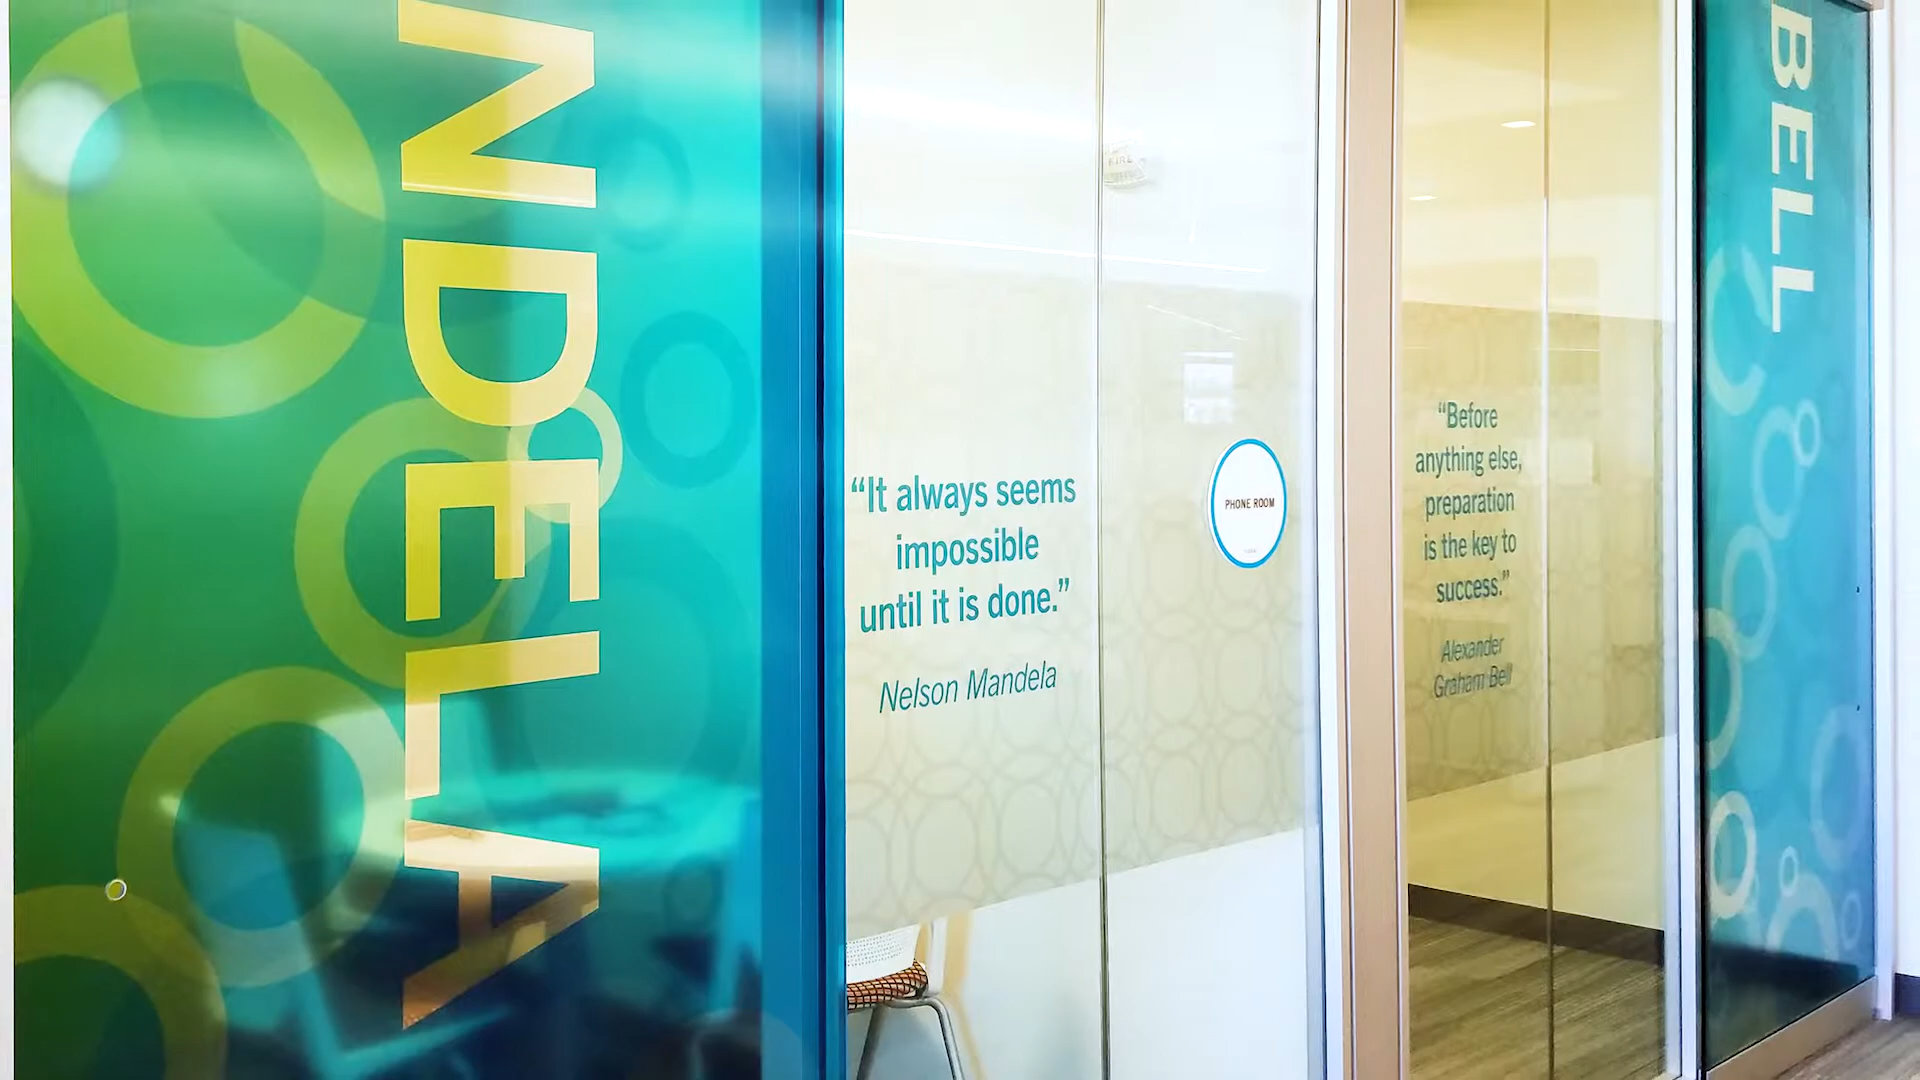 NDELA
“It always seems
impossible
until it is done.”
Nelson Mandela
FIRE
PHONE ROOM
“Before
anything else,
preparation
is the key to
success.”
Alexander
Graham Bell
BELL